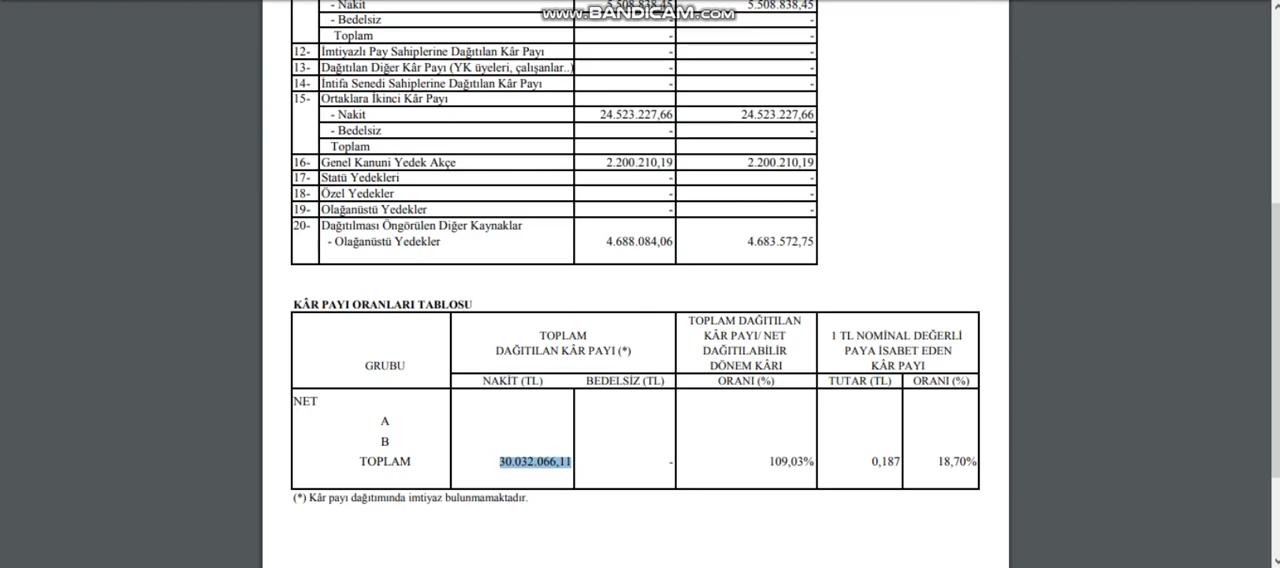 www.BANDICAM.com
- Nakit 5.508.838,45 5.508.838,45
- Bedelsiz - -
Toplam - -
12- İmtiyazlı Pay Sahiplerine Dağıtılan Kâr Payı - -
13- Dağıtılan Diğer Kâr Payı (YK üyeleri, çalışanlar..) - -
14- İntifa Senedi Sahiplerine Dağıtılan Kâr Payı - -
15- Ortaklara İkinci Kâr Payı
- Nakit 24.523.227,66 24.523.227,66
- Bedelsiz - -
Toplam
16- Genel Kanuni Yedek Akçe 2.200.210,19 2.200.210,19
17- Statü Yedekleri - -
18- Özel Yedekler - -
19- Olağanüstü Yedekler - -
20- Dağıtılması Öngörülen Diğer Kaynaklar
- Olağanüstü Yedekler 4.688.084,06 4.683.572,75
KÂR PAYI ORANLARI TABLOSU
GRUBU
TOPLAM
DAĞITILAN KÂR PAYI (*)
TOPLAM DAĞITILAN
KÂR PAYI/ NET
DAĞITILABİLİR
DÖNEM KÂRI
1 TL NOMİNAL DEĞERLİ
PAYA İSABET EDEN
KÂR PAYI
NAKİT (TL) BEDELSİZ (TL) ORANI (%) TUTAR (TL) ORANI (%)
NET
A
B
TOPLAM 30.032.066,11 - 109,03% 0,187 18,70%
(*) Kâr payı dağıtımında imtiyaz bulunmamaktadır.